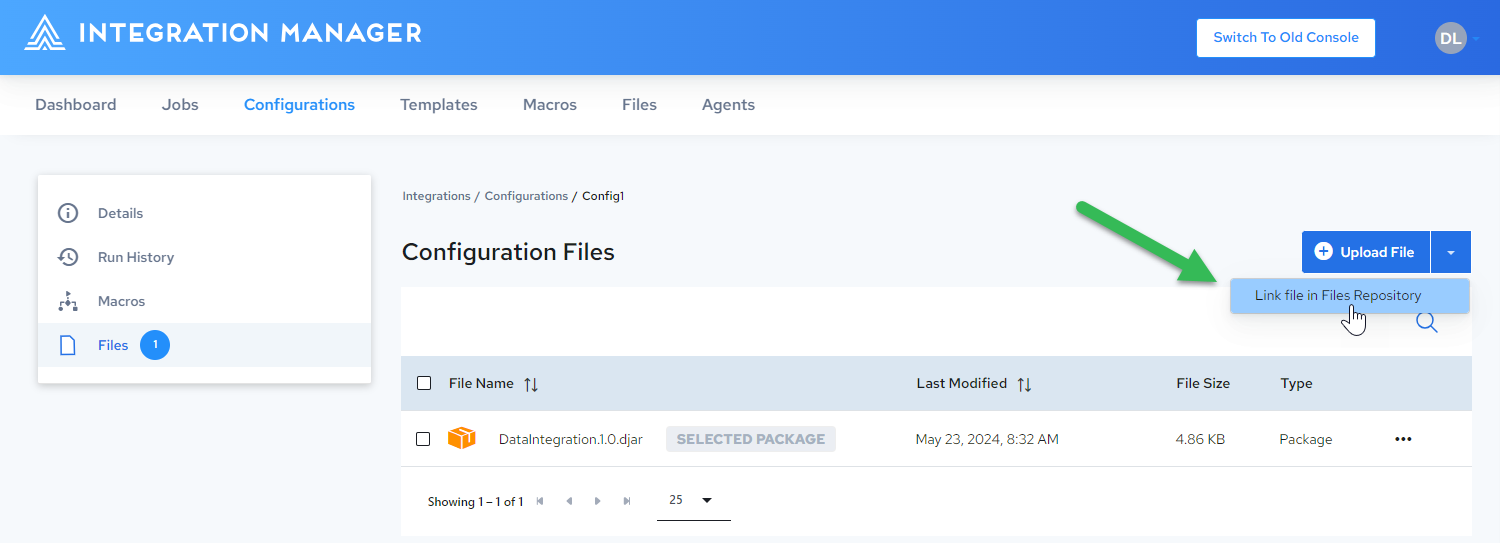 INTEGRATION MANAGER
Switch To Old Console
DL
Dashboard Jobs Configurations Templates Macros Files Agents
Details
Run History
Macros
Files 1
Integrations / Configurations / Config1
Configuration Files
Upload File
Link file in Files Repository
File Name Last Modified File Size Type
DataIntegration.1.0.djar SELECTED PACKAGE May 23, 2024, 8:32 AM 4.86 KB Package
Showing 1 – 1 of 1 25